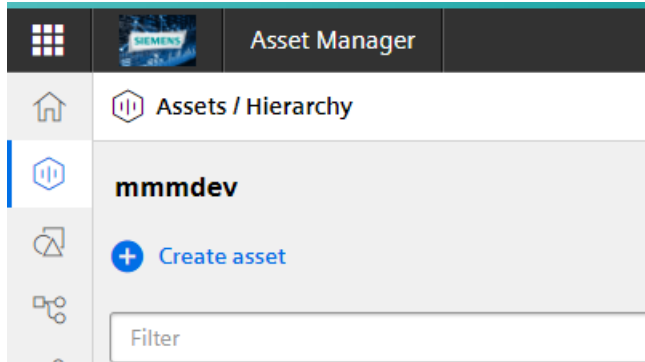 SIEMENS
Asset Manager
Assets / Hierarchy
mmmdev
Create asset
Filter